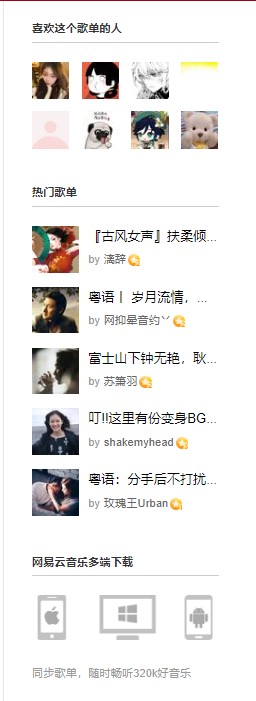 喜欢这个歌单的人
热门歌单
『古风女声』扶柔倾...
by 漓辞
粤语丨 岁月流情，...
by 网抑晕音约丷
富士山下钟无艳，耿...
by 苏箫羽
叮!!这里有份变身BG...
by shakemyhead
粤语：分手后不打扰...
by 玫瑰王Urban
网易云音乐多端下载
同步歌单，随时畅听320k好音乐